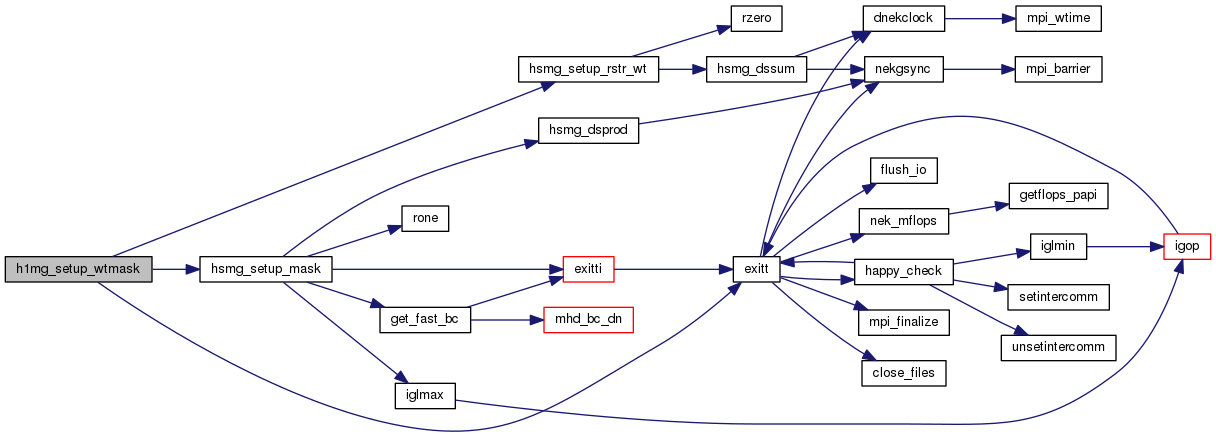 rzero
dnekclock
mpi_wtime
hsmg_setup_rstr_wt
hsmg_dssum
nekgsync
mpi_barrier
hsmg_dsprod
flush_io
getflops_papi
rone
nek_mflops
iglmin
igop
h1mg_setup_wtmask
hsmg_setup_mask
exitti
exitt
happy_check
setintercomm
get_fast_bc
mhd_bc_dn
mpi_finalize
unsetintercomm
close_files
iglmax